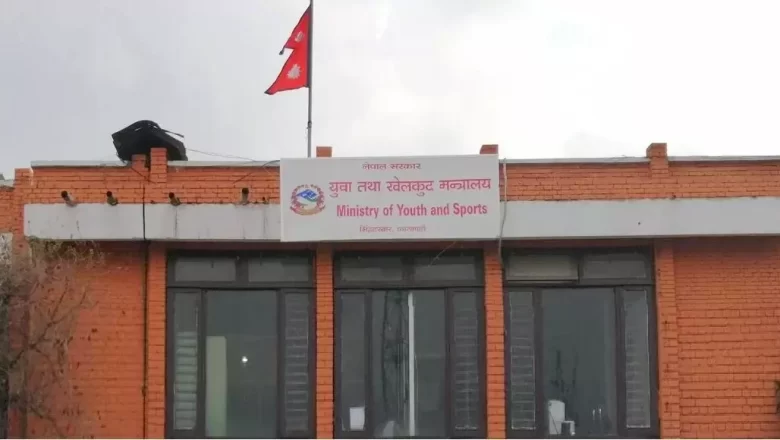 नेपाल सरकार
युवा तथा खेलकुद मन्त्रालय
Ministry of Youth and Sports
सिंहदरबार, काठमाडौं